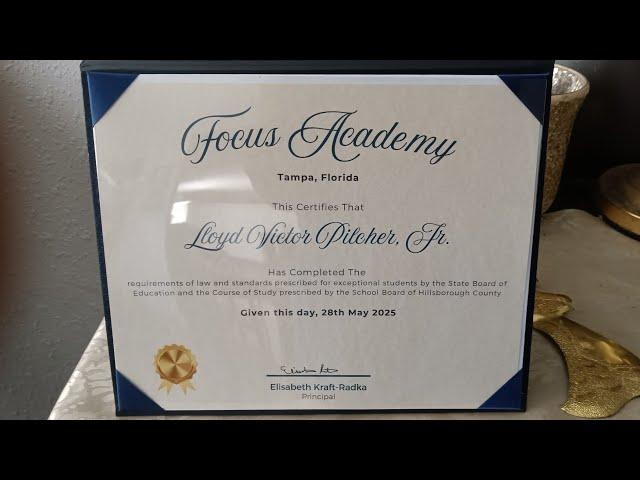 Focus Academy
Tampa, Florida
This Certifies That
Lloyd Victor Pilcher, Jr.
Has Completed The
requirements of law and standards prescribed for exceptional students by the State Board of
Education and the Course of Study prescribed by the School Board of Hillsborough County
Given this day, 28th May 2025
Elisabeth Kraft-Radka
Principal